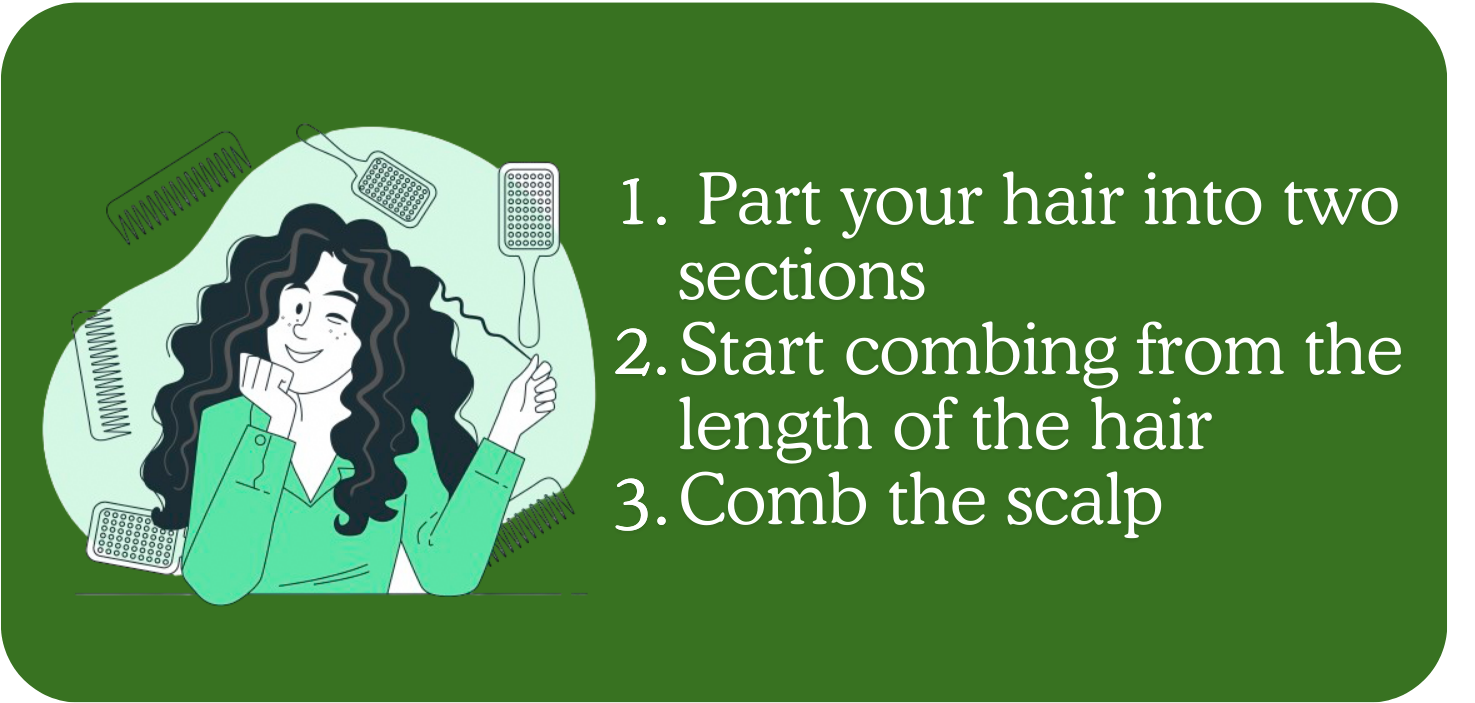 1. Part your hair into two
sections
2. Start combing from the
length of the hair
3. Comb the scalp